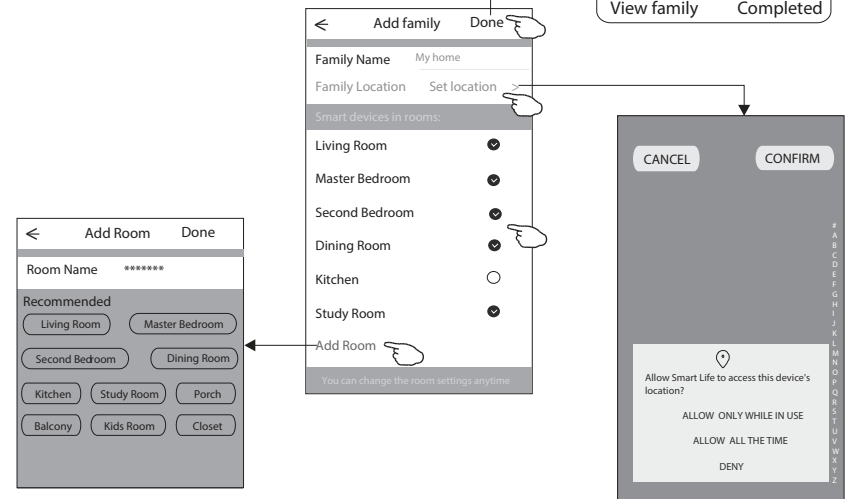 View family Completed
← Add family Done
Family Name My home
Family Location Set location >
Smart devices in rooms:
Living Room
Master Bedroom
Second Bedroom
Dining Room
Kitchen
Study Room
Add Room
You can change the room settings anytime
← Add Room Done
Room Name *******
Recommended
Living Room Master Bedroom
Second Bedroom Dining Room
Kitchen Study Room Porch
Balcony Kids Room Closet
CANCEL CONFIRM
#
A
B
C
D
E
F
G
H
I
J
K
L
M
N
O
P
Q
R
S
T
U
V
W
X
Y
Z
Allow Smart Life to access this device's
location?
ALLOW ONLY WHILE IN USE
ALLOW ALL THE TIME
DENY